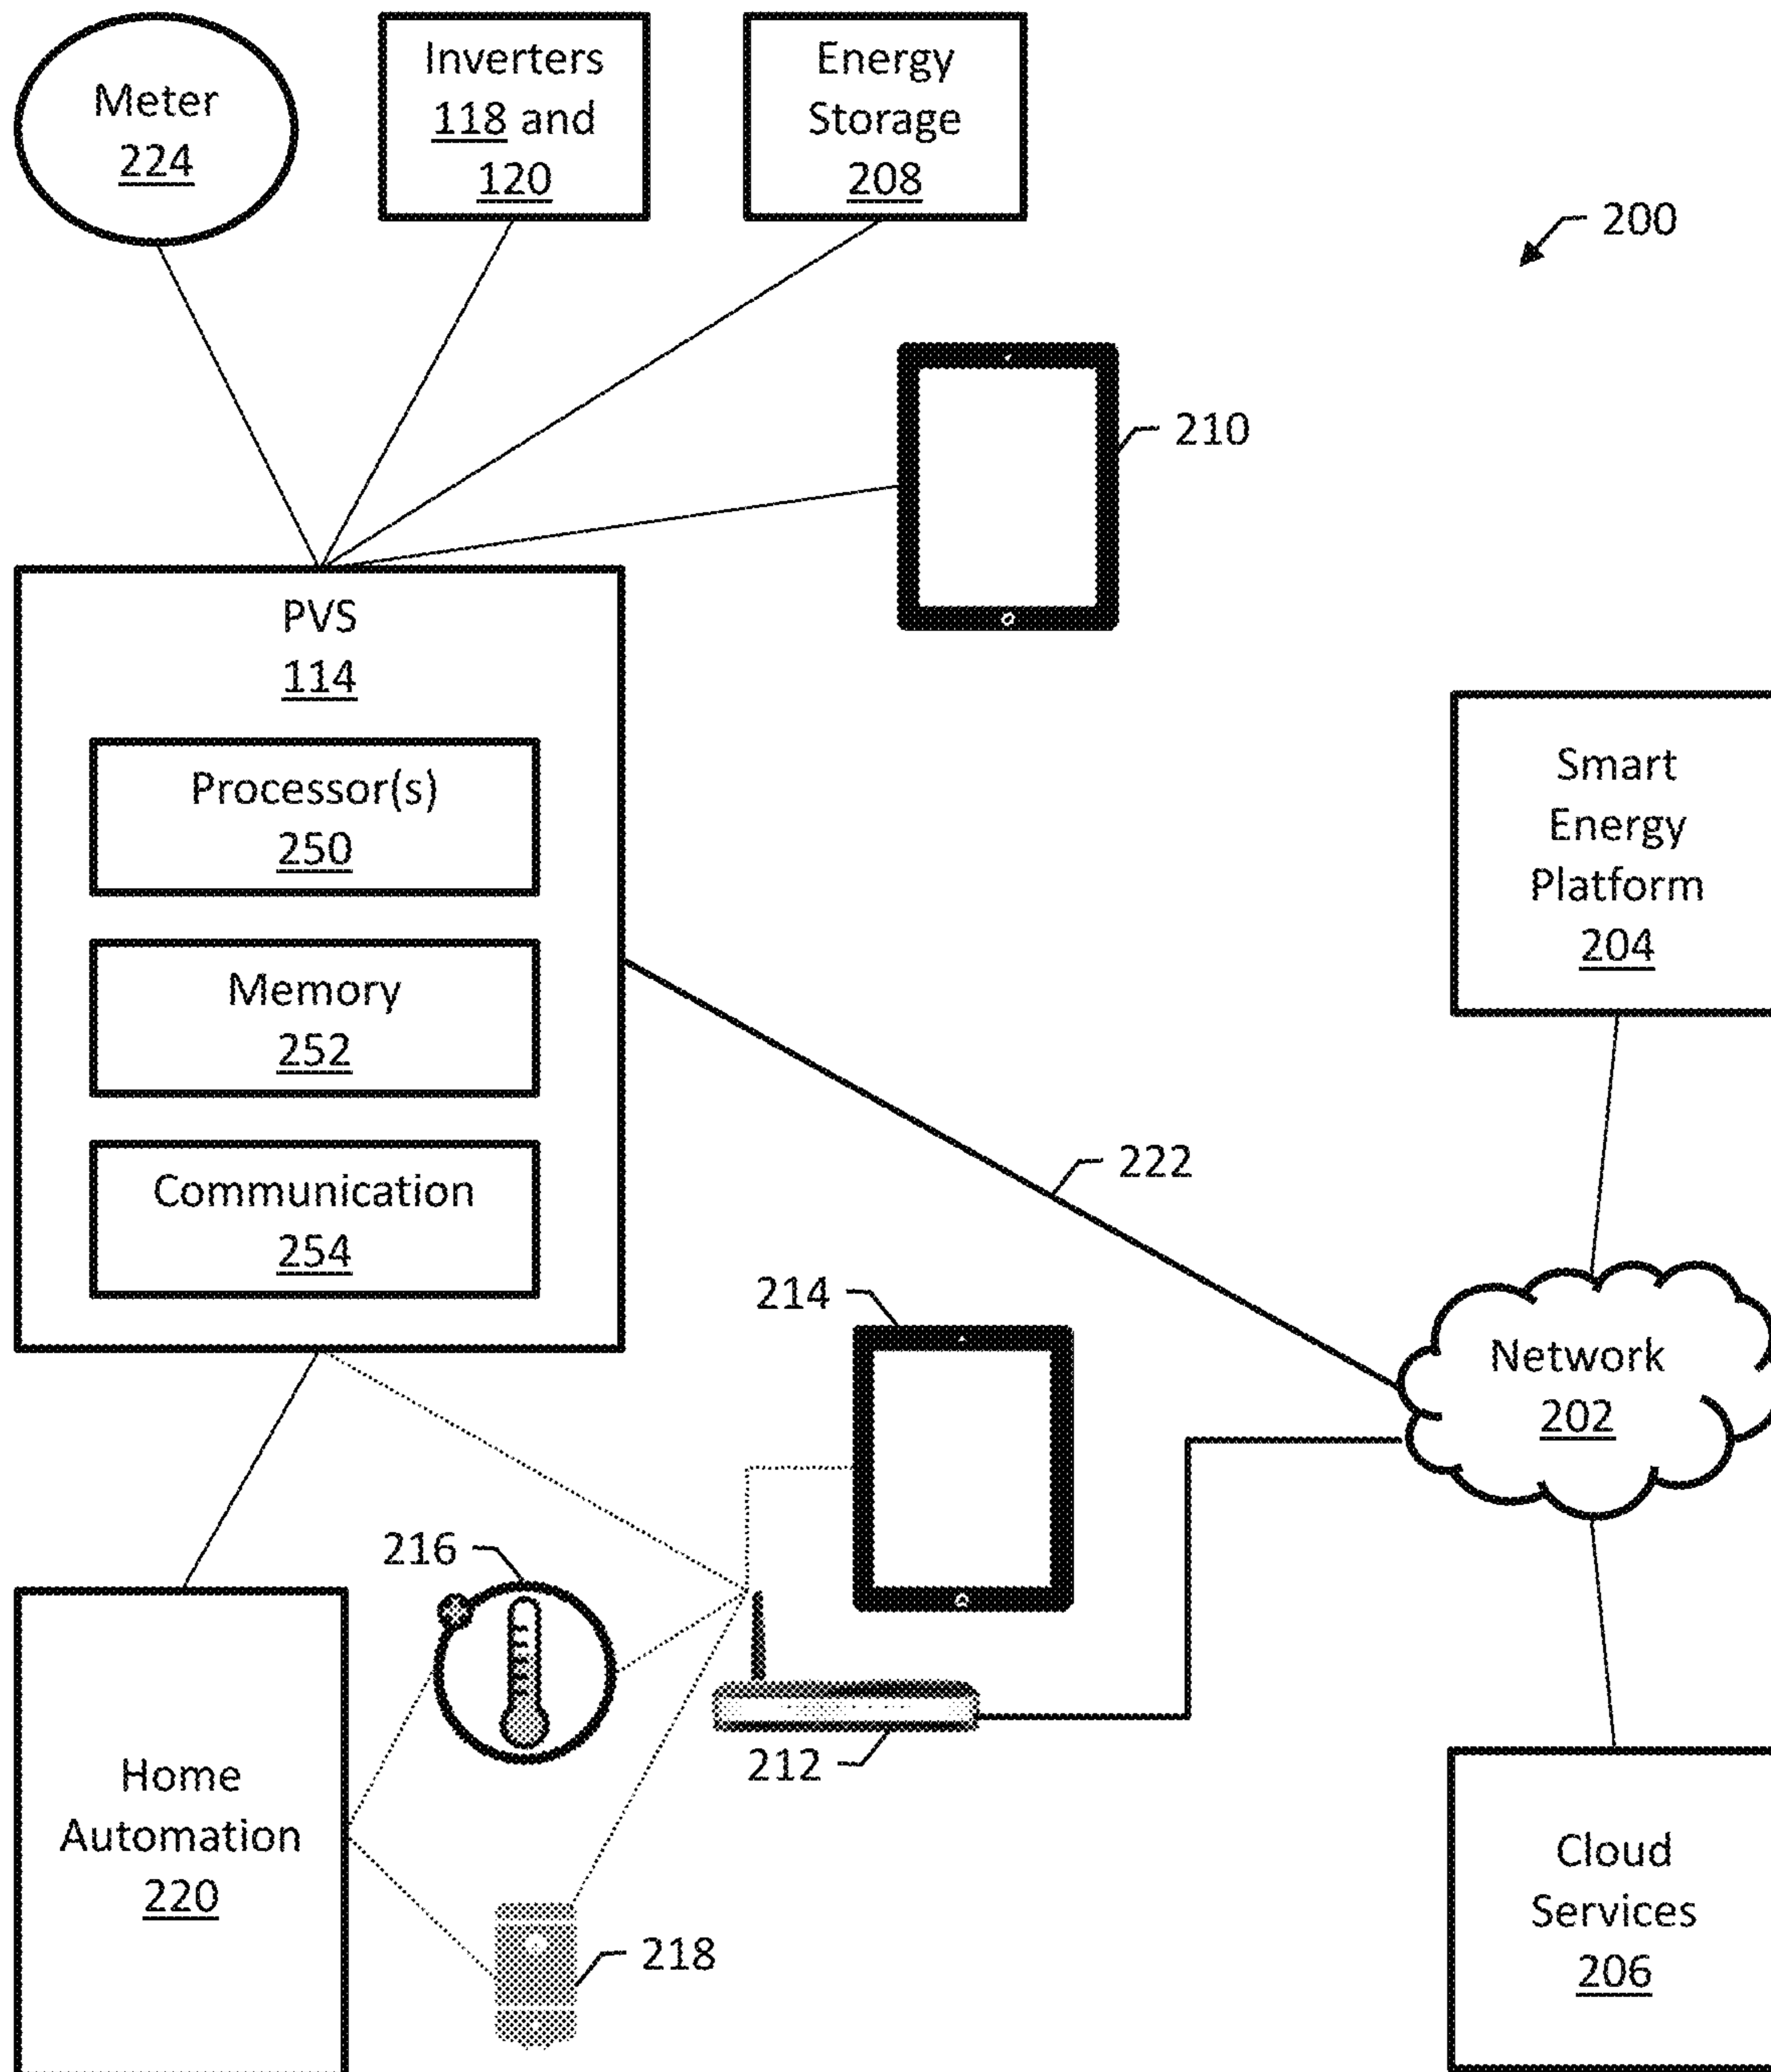 Meter
224
Inverters
118 and
120
Energy
Storage
208
200
210
PVS
114
Processor(s)
250
Memory
252
Communication
254
Smart
Energy
Platform
204
222
214
Network
202
216
212
Home
Automation
220
218
Cloud
Services
206